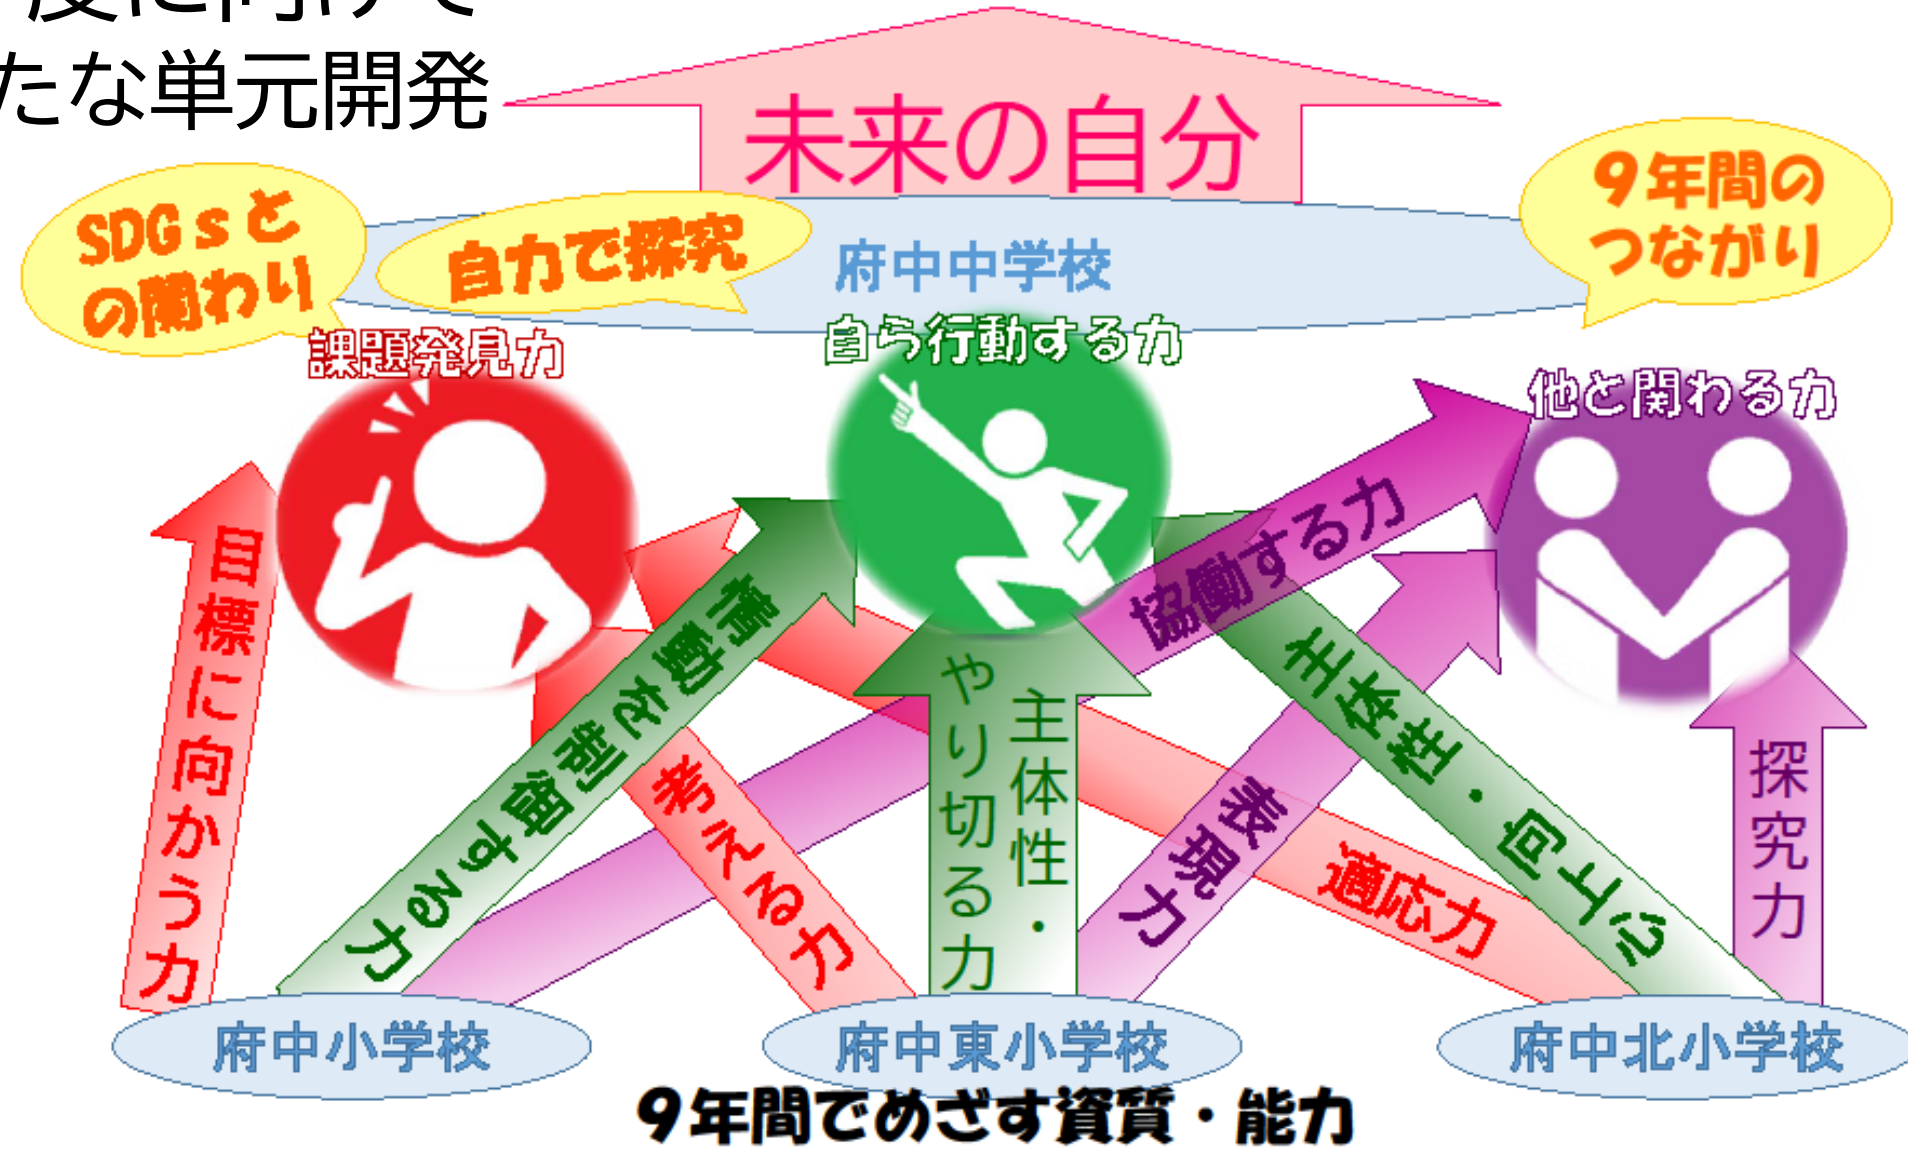 度に向けて
たな単元開発
未来の自分
SDGsと
の関わり
自力で探究
府中中学校
9年間の
つながり
課題発見力
自ら行動する力
他と関わる力
目標に向かう力
情動を制御する力
協働する力
考える力
主体性・
やり切る力
表現力
適応力
主体性・向上心
探究力
府中小学校
府中東小学校
府中北小学校
9年間でめざす資質・能力